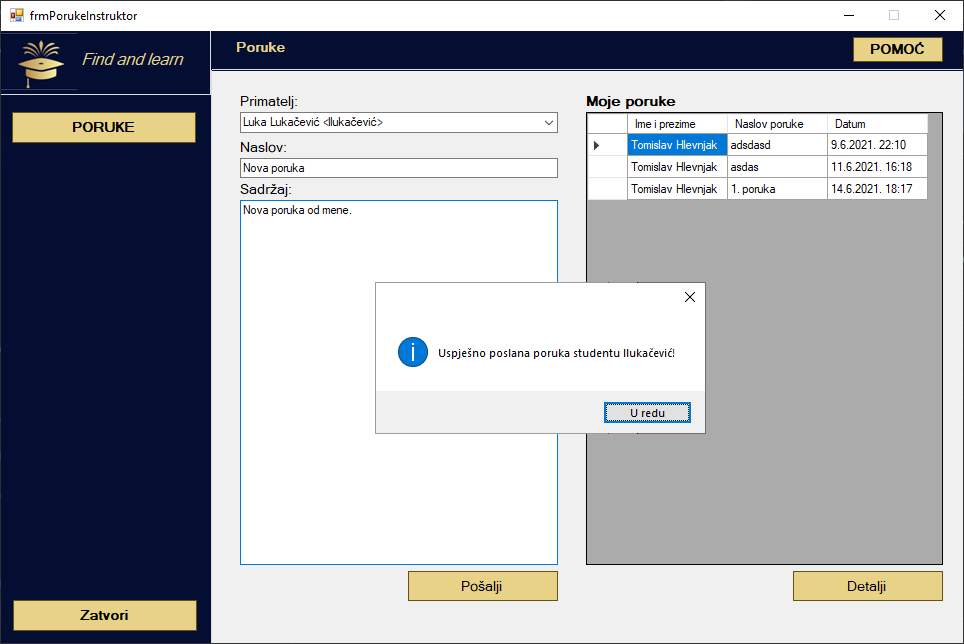 frmPorukeInstruktor
Find and learn
Poruke
POMOĆ
PORUKE
Primatelj:
Luka Lukačević <llukačević>
Naslov:
Nova poruka
Sadržaj:
Nova poruka od mene.
Moje poruke
Ime i prezime Naslov poruke Datum
Tomislav Hlevnjak adsdasd 9.6.2021. 22:10
Tomislav Hlevnjak asdas 11.6.2021. 16:18
Tomislav Hlevnjak 1. poruka 14.6.2021. 18:17
Uspješno poslana poruka studentu llukačević!
U redu
Pošalji
Detalji
Zatvori